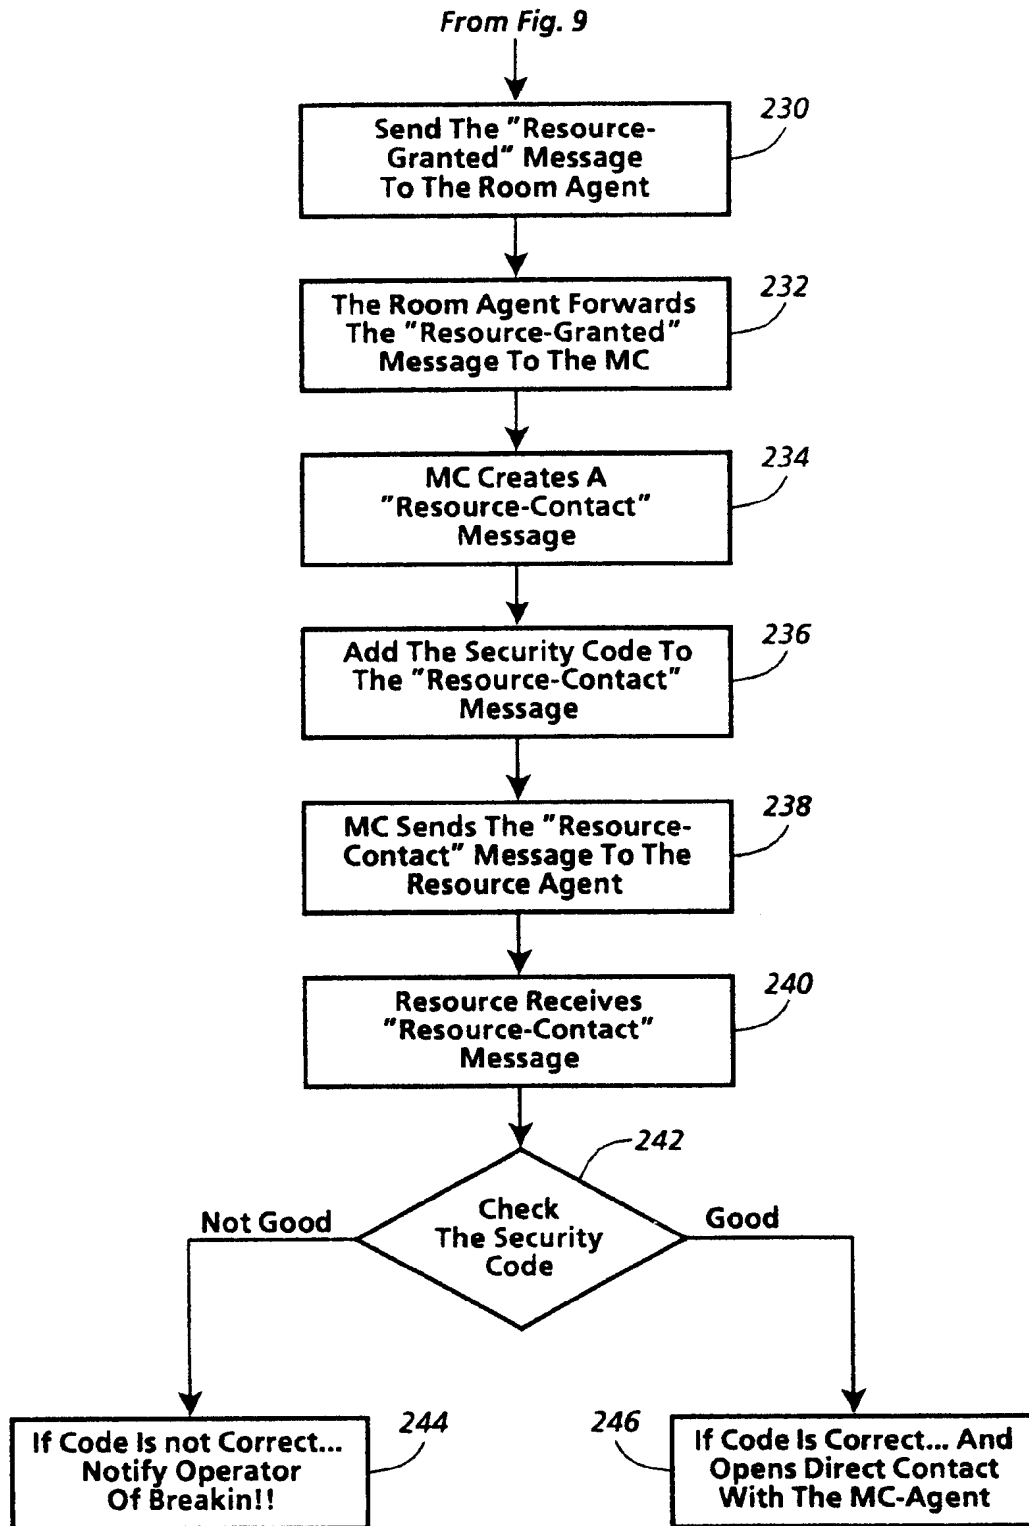 From Fig. 9
230
Send The "Resource-
Granted" Message
To The Room Agent
232
The Room Agent Forwards
The "Resource-Granted"
Message To The MC
234
MC Creates A
"Resource-Contact"
Message
236
Add The Security Code To
The "Resource-Contact"
Message
238
MC Sends The "Resource-
Contact" Message To The
Resource Agent
240
Resource Receives
"Resource-Contact"
Message
242
Check
The Security
Code
Not Good
Good
244
If Code Is not Correct...
Notify Operator
Of Breakin!!
246
If Code Is Correct... And
Opens Direct Contact
With The MC-Agent